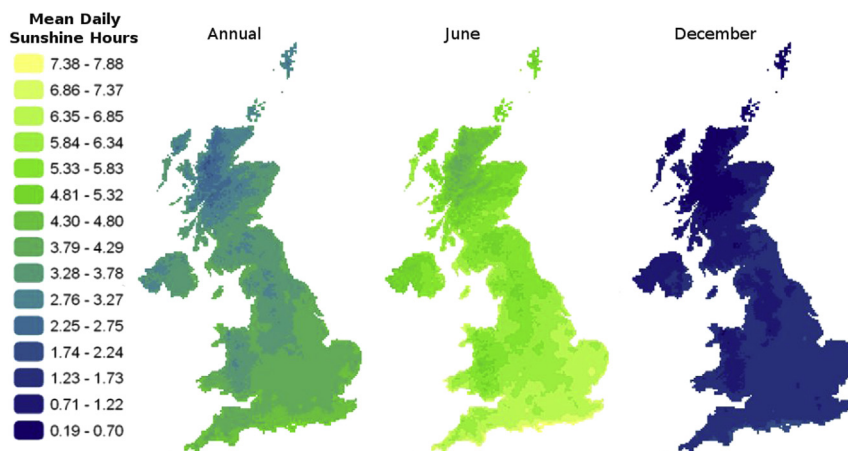 Mean Daily
Sunshine Hours
7.38 - 7.88
6.86 - 7.37
6.35 - 6.85
5.84 - 6.34
5.33 - 5.83
4.81 - 5.32
4.30 - 4.80
3.79 - 4.29
3.28 - 3.78
2.76 - 3.27
2.25 - 2.75
1.74 - 2.24
1.23 - 1.73
0.71 - 1.22
0.19 - 0.70
Annual
June
December